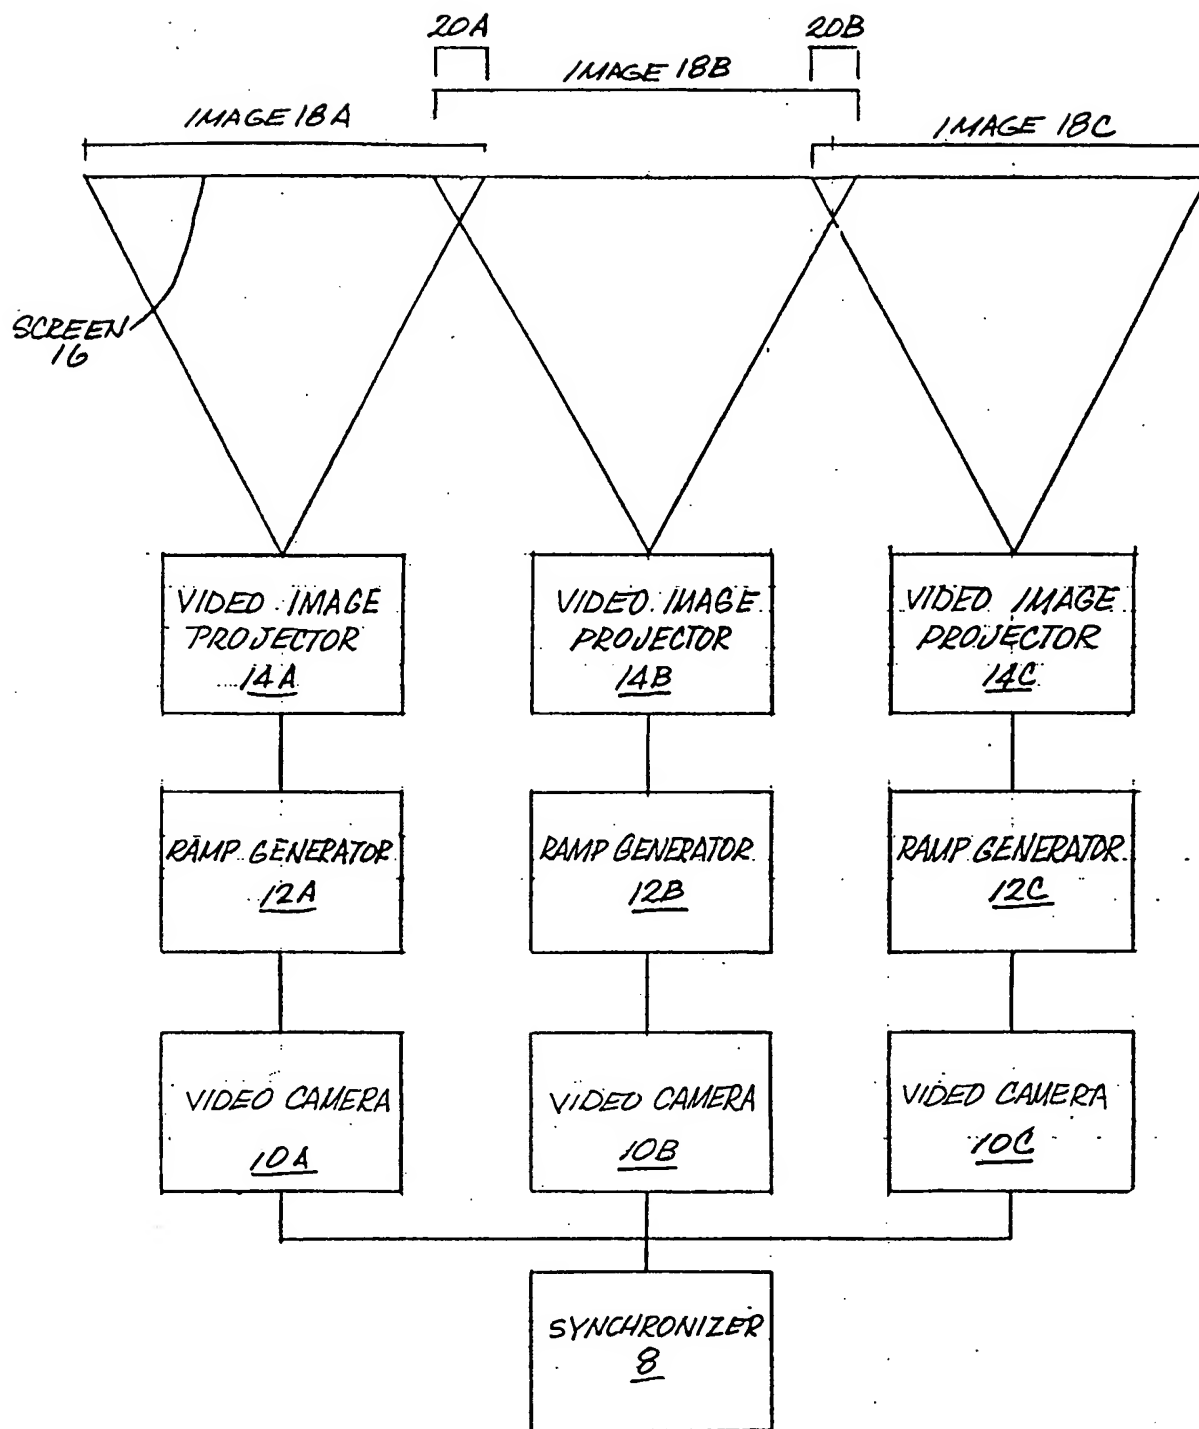 20A
20B
IMAGE 18B
IMAGE 18A
IMAGE 18C
SCREEN
16
VIDEO IMAGE
PROJECTOR
14A
VIDEO IMAGE
PROJECTOR
14B
VIDEO IMAGE
PROJECTOR
14C
RAMP GENERATOR
12A
RAMP GENERATOR
12B
RAMP GENERATOR
12C
VIDEO CAMERA
10A
VIDEO CAMERA
10B
VIDEO CAMERA
10C
SYNCHRONIZER
8